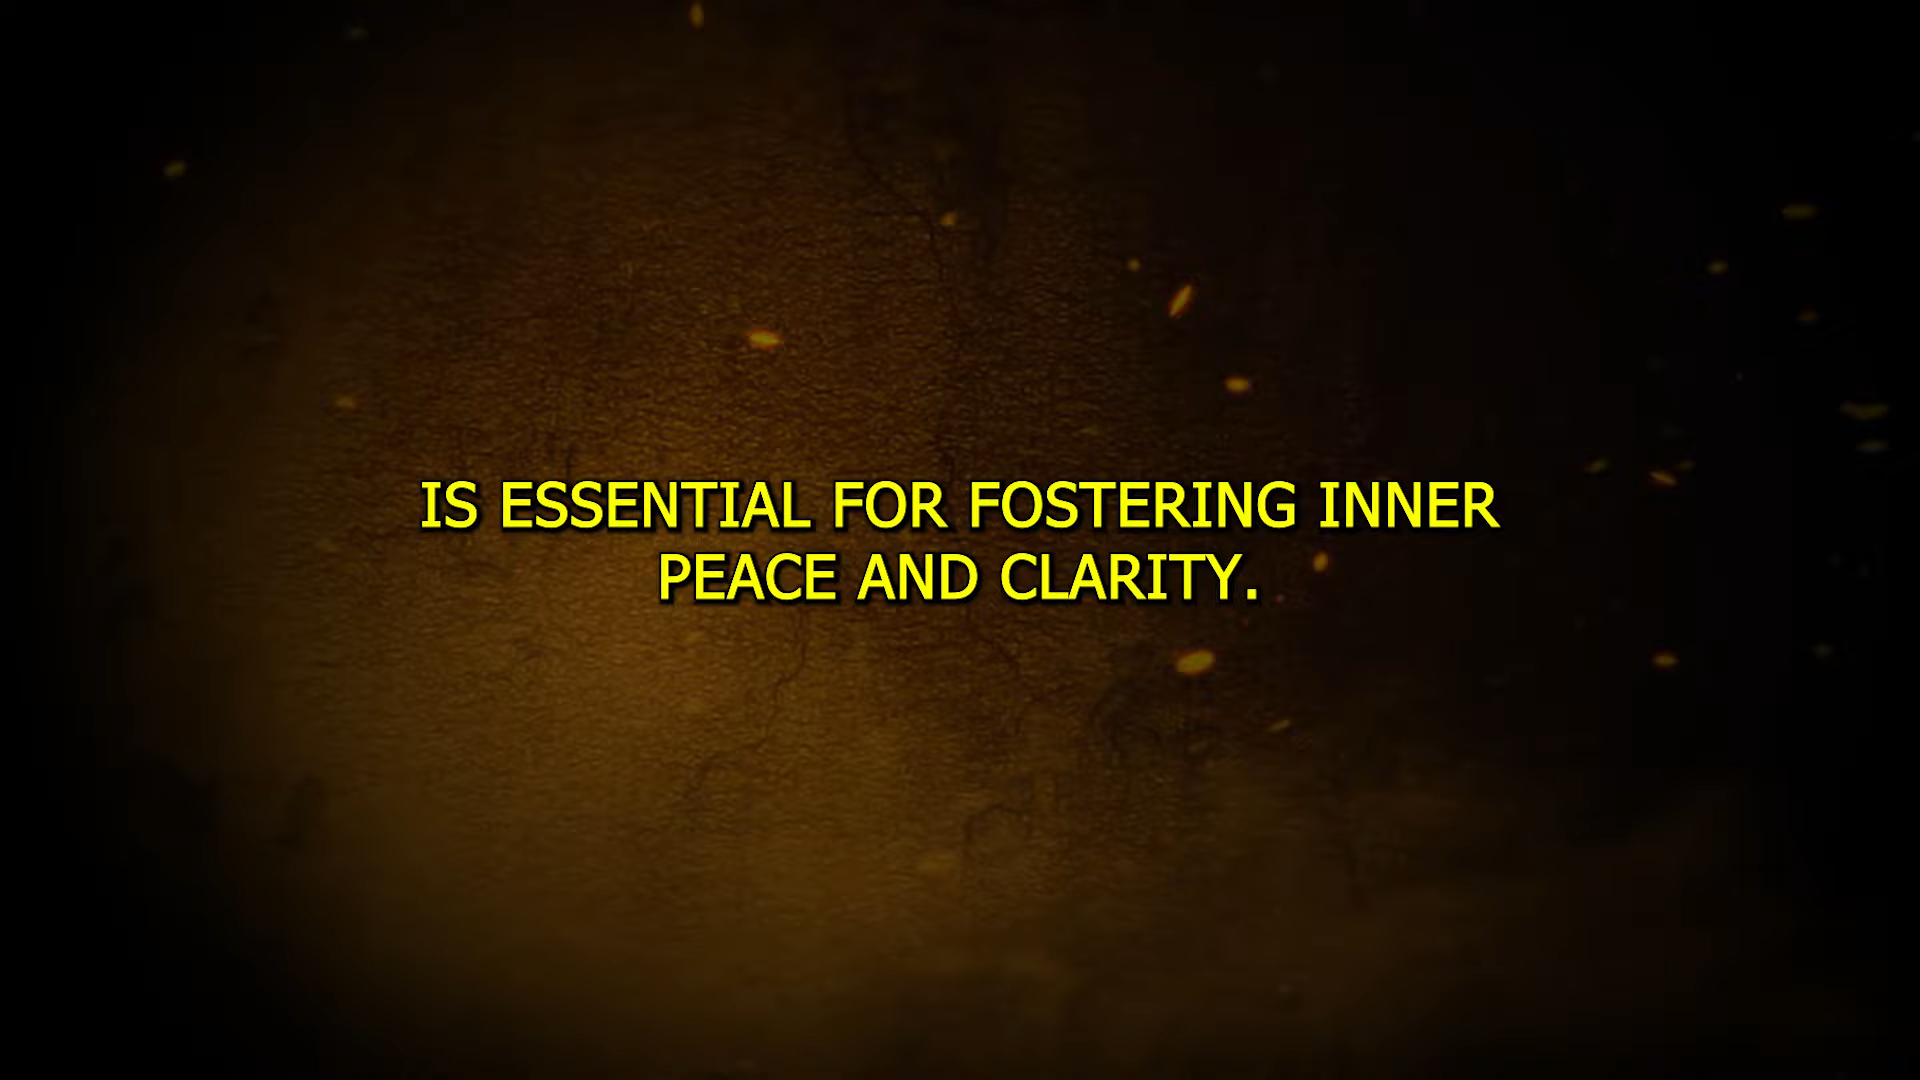 IS ESSENTIAL FOR FOSTERING INNER
PEACE AND CLARITY.